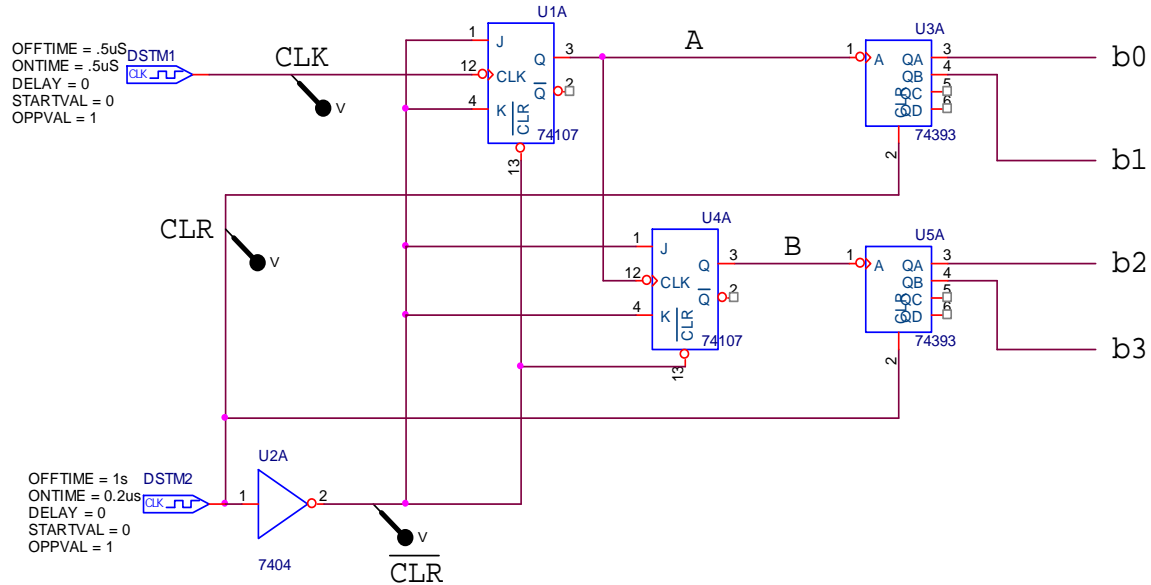 OFFTIME = .5uS
ONTIME = .5uS
DELAY = 0
STARTVAL = 0
OPPVAL = 1
DSTM1
CLK
CLK
V
U1A
1
J
12
CLK
4
K
Q
3
Q
2
CLR
74107
13
A
U3A
1
A
QA
3
QB
4
QC
5
QD
6
CLR
74393
2
b0
b1
CLR
V
U4A
1
J
12
CLK
4
K
Q
3
Q
2
CLR
74107
13
B
U5A
1
A
QA
3
QB
4
QC
5
QD
6
CLR
74393
2
b2
b3
OFFTIME = 1s
ONTIME = 0.2us
DELAY = 0
STARTVAL = 0
OPPVAL = 1
DSTM2
CLK
U2A
1
2
7404
V
CLR